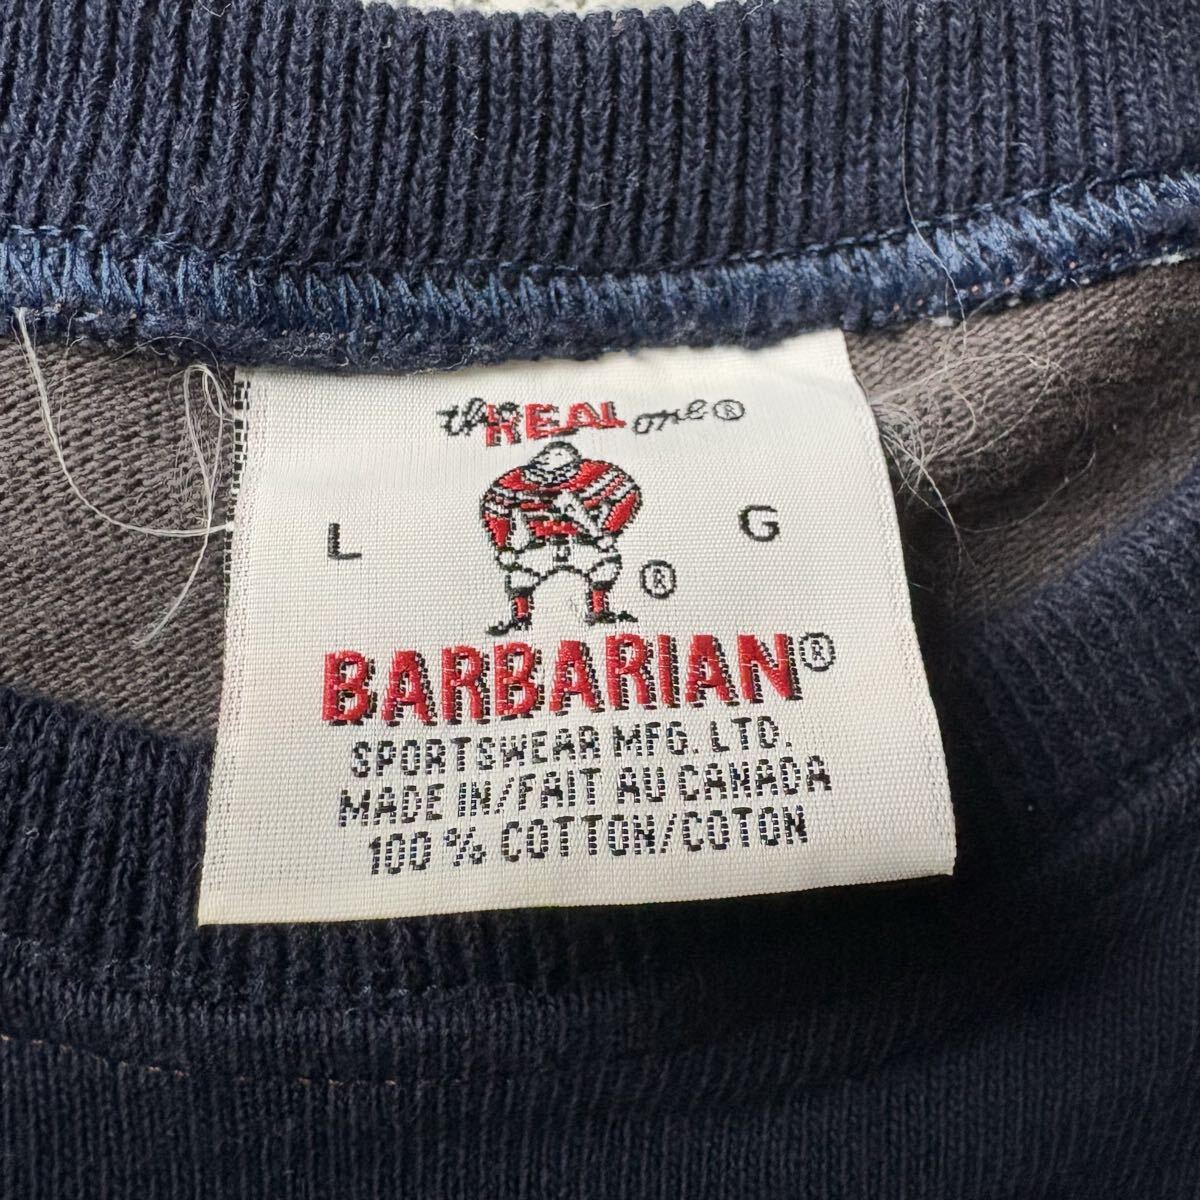 the REAL one®
L G
®
BARBARIAN®
SPORTSWEAR MFG. LTD.
MADE IN/FAIT AU CANADA
100% COTTON/COTON